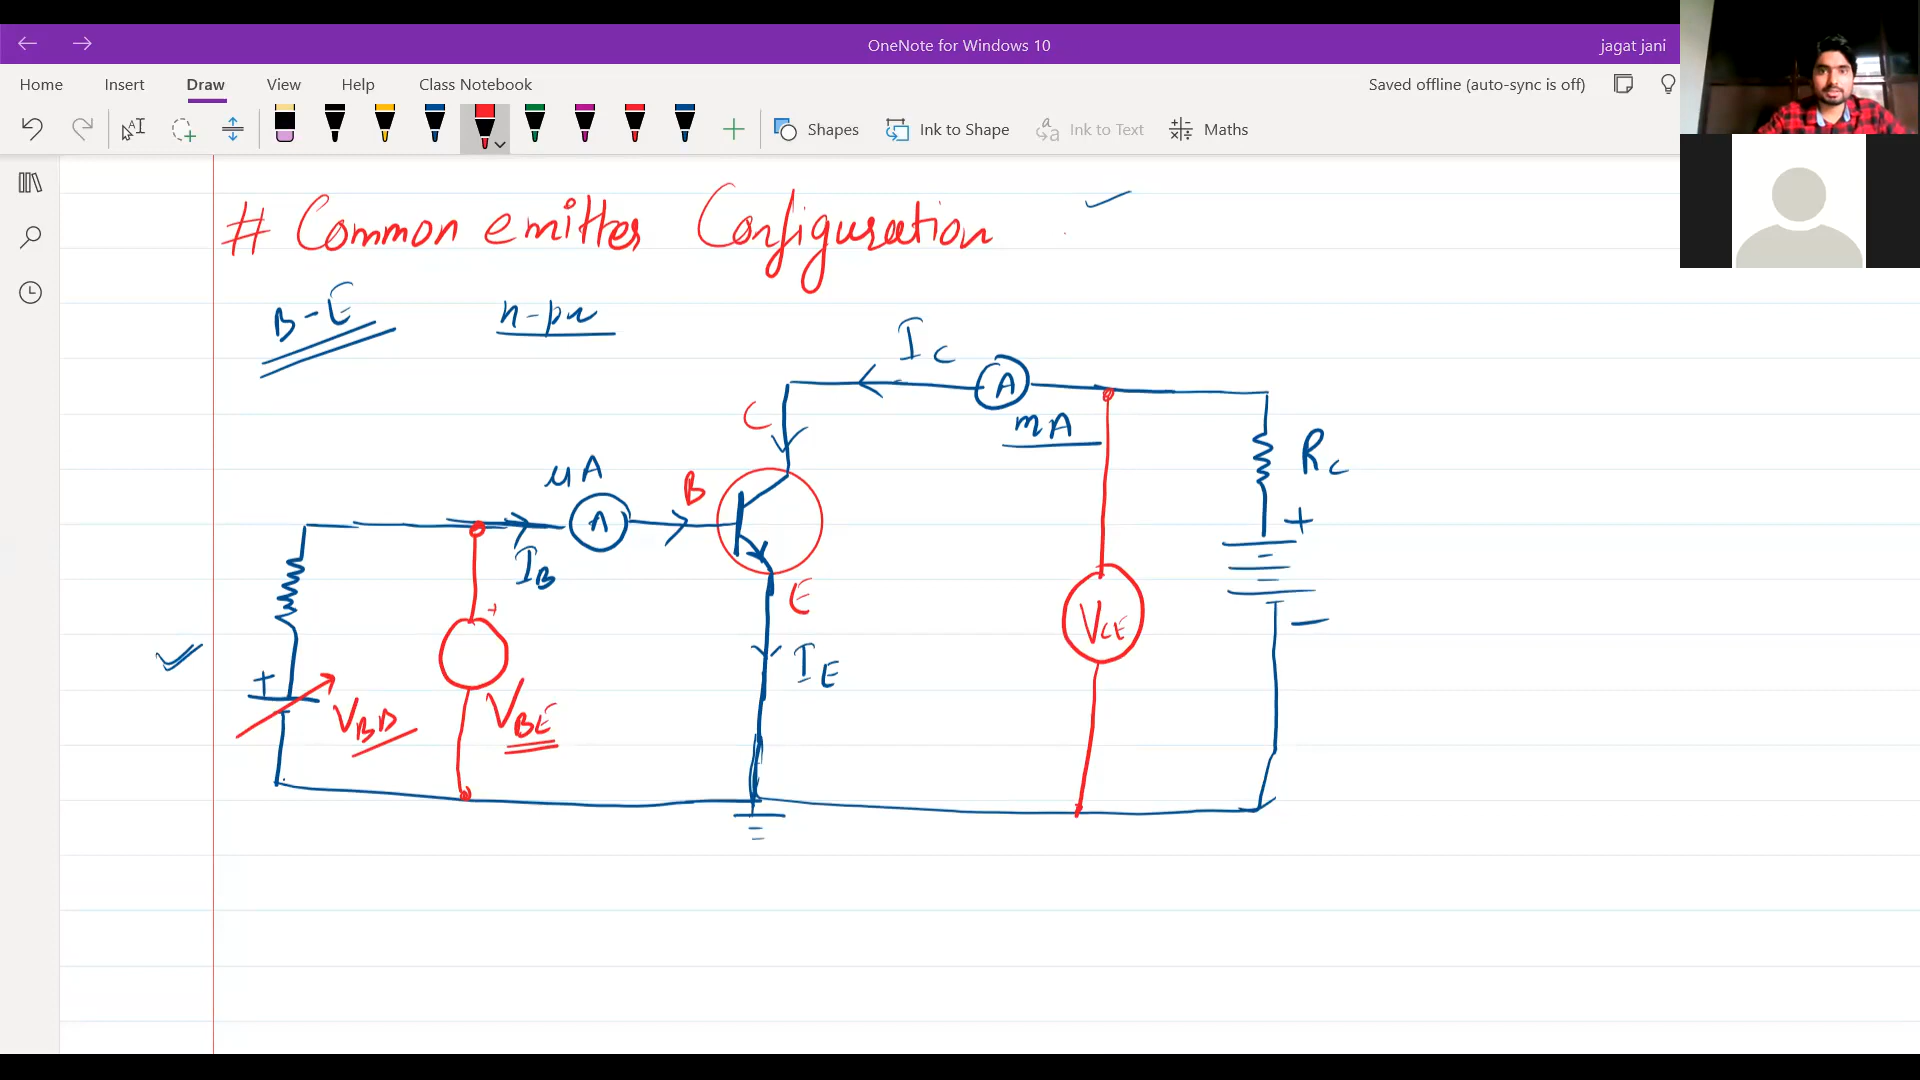 OneNote for Windows 10
jagat jani
Home Insert Draw View Help Class Notebook
Saved offline (auto-sync is off)
Shapes Ink to Shape Ink to Text Maths
# Common emitter Configuration
B-E
n-pn
IC
A
mA
C
RC
μA
B
A
+
IB
E
+
VCE
IE
+
VBE
−